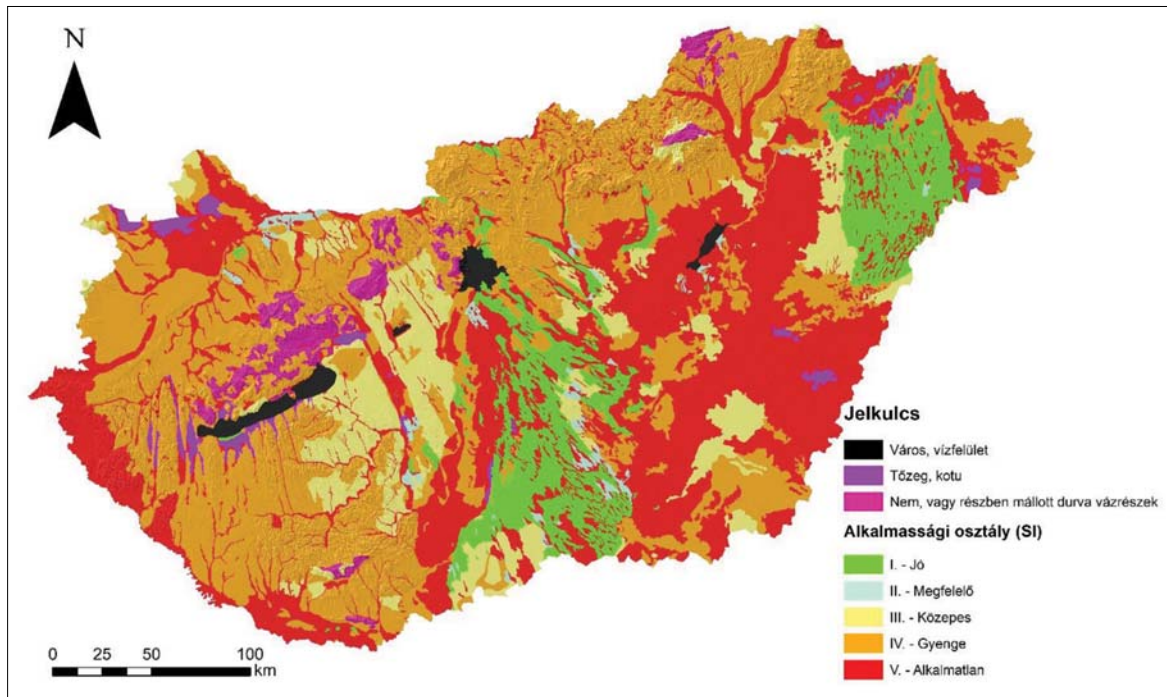 N
Jelkulcs
Város, vízfelület
Tőzeg, kotu
Nem, vagy részben mállott durva vázrészek
Alkalmassági osztály (SI)
I. - Jó
II. - Megfelelő
III. - Közepes
IV. - Gyenge
V. - Alkalmatlan
0 25 50 100
km